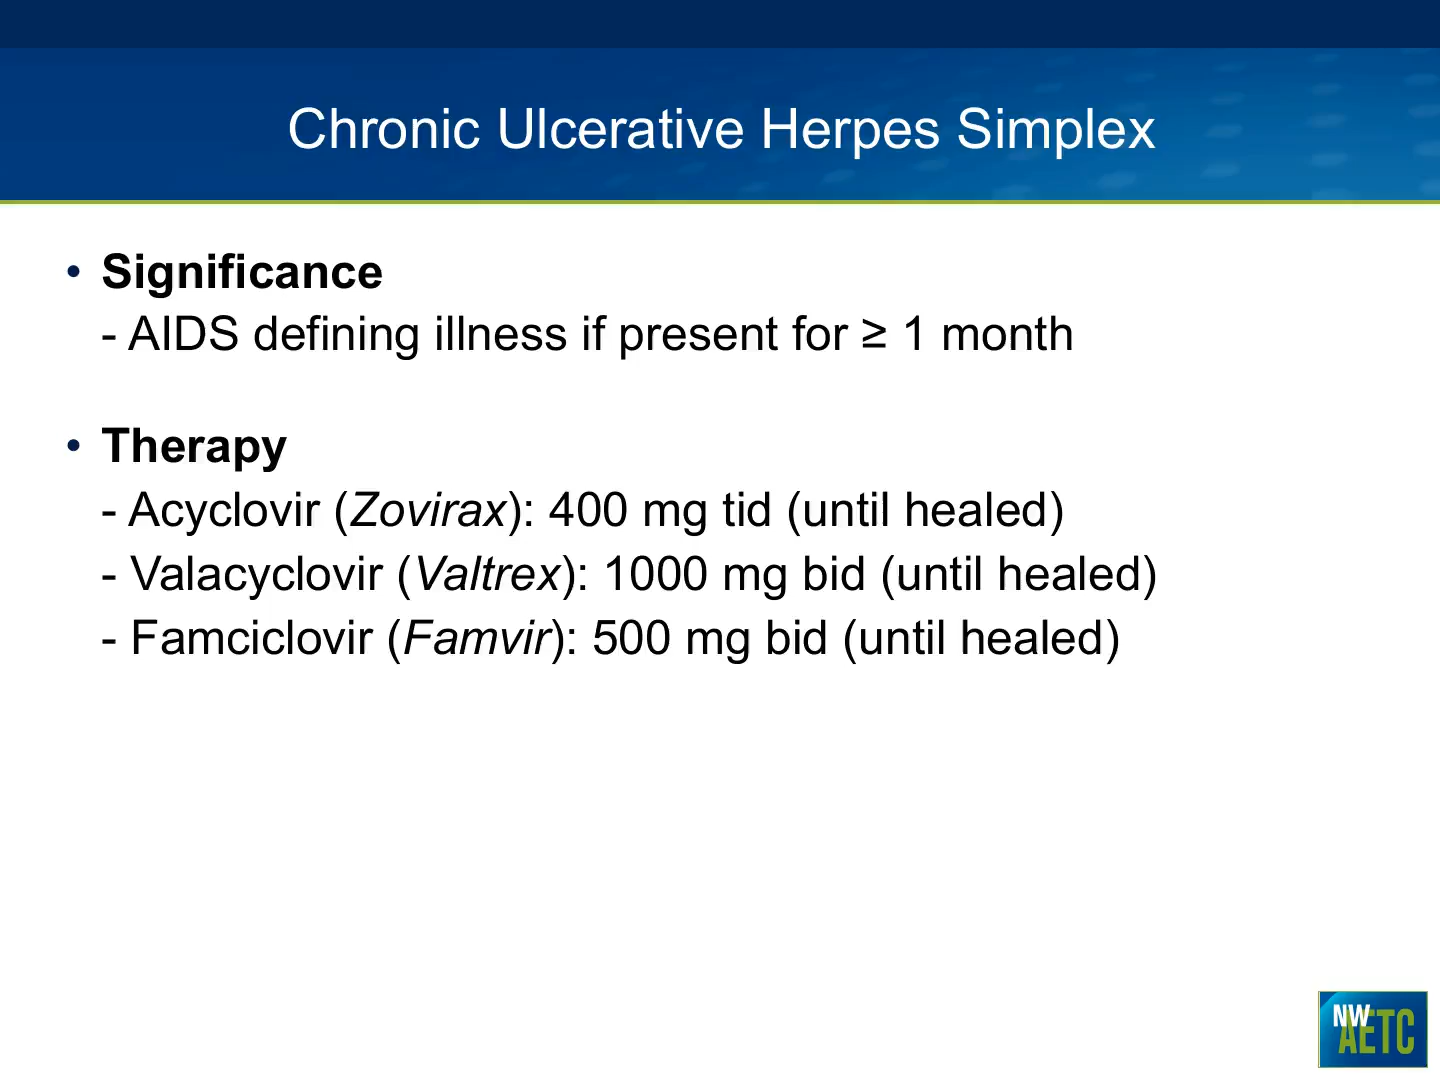 Chronic Ulcerative Herpes Simplex
• Significance
- AIDS defining illness if present for ≥ 1 month
• Therapy
- Acyclovir (Zovirax): 400 mg tid (until healed)
- Valacyclovir (Valtrex): 1000 mg bid (until healed)
- Famciclovir (Famvir): 500 mg bid (until healed)
NW
AETC